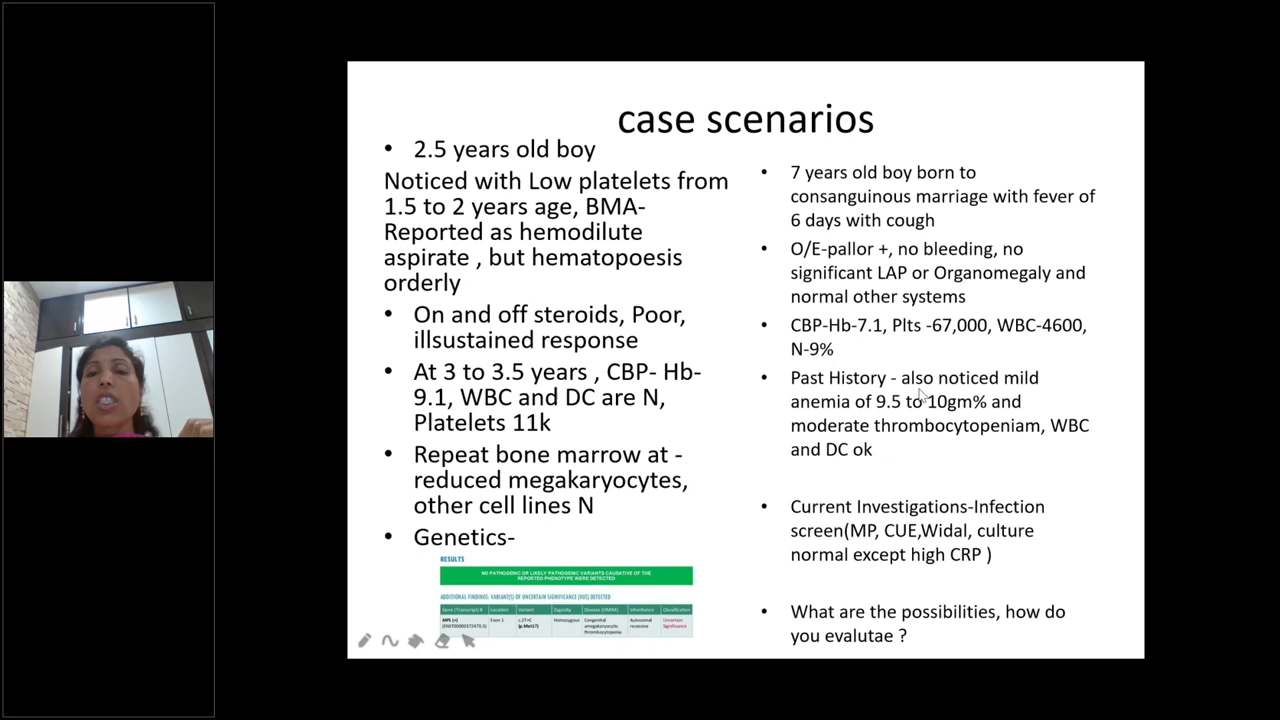 case scenarios
• 2.5 years old boy
Noticed with Low platelets from
1.5 to 2 years age, BMA-
Reported as hemodilute
aspirate , but hematopoesis
orderly
• On and off steroids, Poor,
illsustained response
• At 3 to 3.5 years , CBP- Hb-
9.1, WBC and DC are N,
Platelets 11k
• Repeat bone marrow at -
reduced megakaryocytes,
other cell lines N
• Genetics-
RESULTS
NO PATHOGENIC OR LIKELY PATHOGENIC VARIANTS CAUSATIVE OF THE
REPORTED PHENOTYPE WERE DETECTED
ADDITIONAL FINDINGS: VARIANT(S) OF UNCERTAIN SIGNIFICANCE (VUS) DETECTED
Gene (Transcript) # Location Variant Zygosity Disease (OMIM) Inheritance Classification
MPL (+) Exon 1 c.2T>C Homozygous Congenital Autosomal Uncertain
(p.Met1?) amegakaryocytic recessive Significance
thrombocytopenia
• 7 years old boy born to
consanguinous marriage with fever of
6 days with cough
• O/E-pallor +, no bleeding, no
significant LAP or Organomegaly and
normal other systems
• CBP-Hb-7.1, Plts -67,000, WBC-4600,
N-9%
• Past History - also noticed mild
anemia of 9.5 to 10gm% and
moderate thrombocytopeniam, WBC
and DC ok
• Current Investigations-Infection
screen(MP, CUE,Widal, culture
normal except high CRP )
• What are the possibilities, how do
you evalutae ?